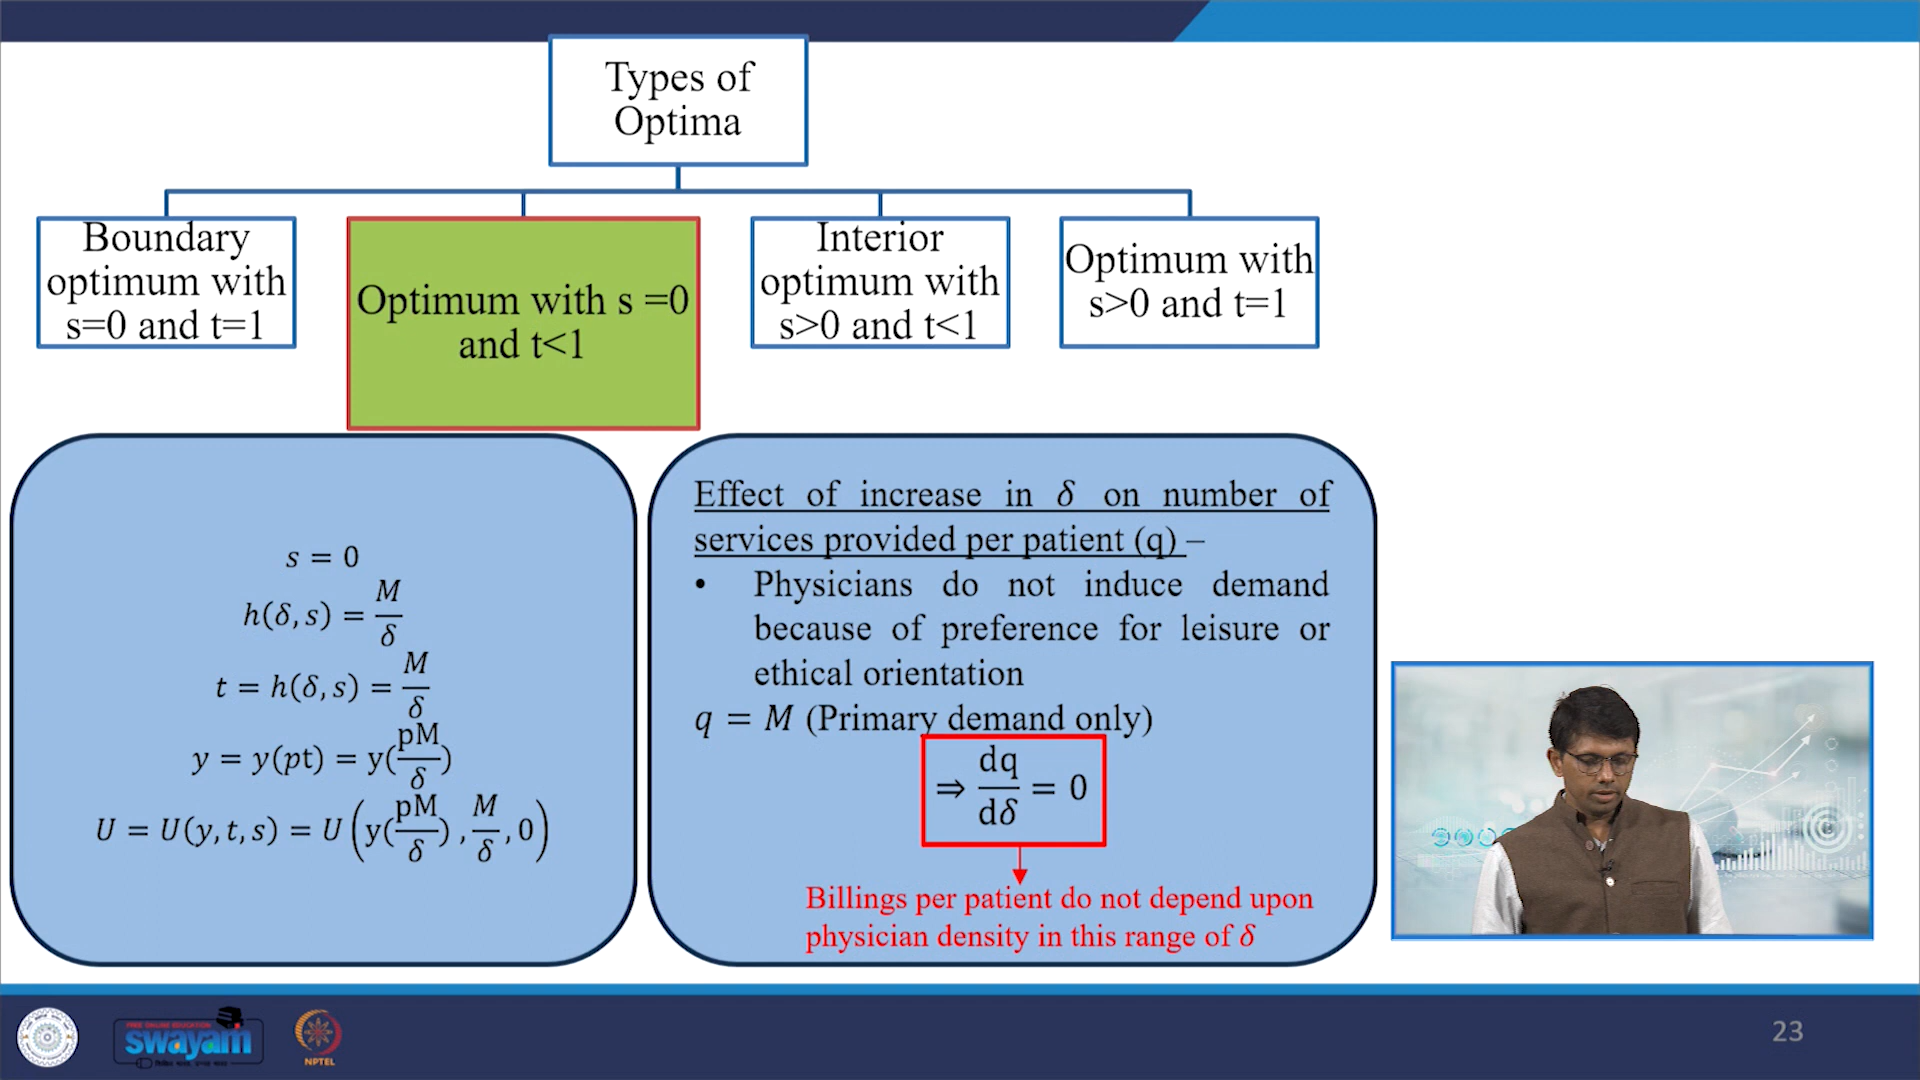 Types of
Optima
Boundary
optimum with
s=0 and t=1
Optimum with s =0
and t<1
Interior
optimum with
s>0 and t<1
Optimum with
s>0 and t=1
s = 0
h(δ, s) = M/δ
t = h(δ, s) = M/δ
y = y(pt) = y(pM/δ)
U = U(y, t, s) = U(y(pM/δ), M/δ, 0)
Effect of increase in δ on number of
services provided per patient (q) –
• Physicians do not induce demand
because of preference for leisure or
ethical orientation
q = M (Primary demand only)
⇒ dq/dδ = 0
Billings per patient do not depend upon
physician density in this range of δ
FREE ONLINE EDUCATION
swayam
NPTEL
23